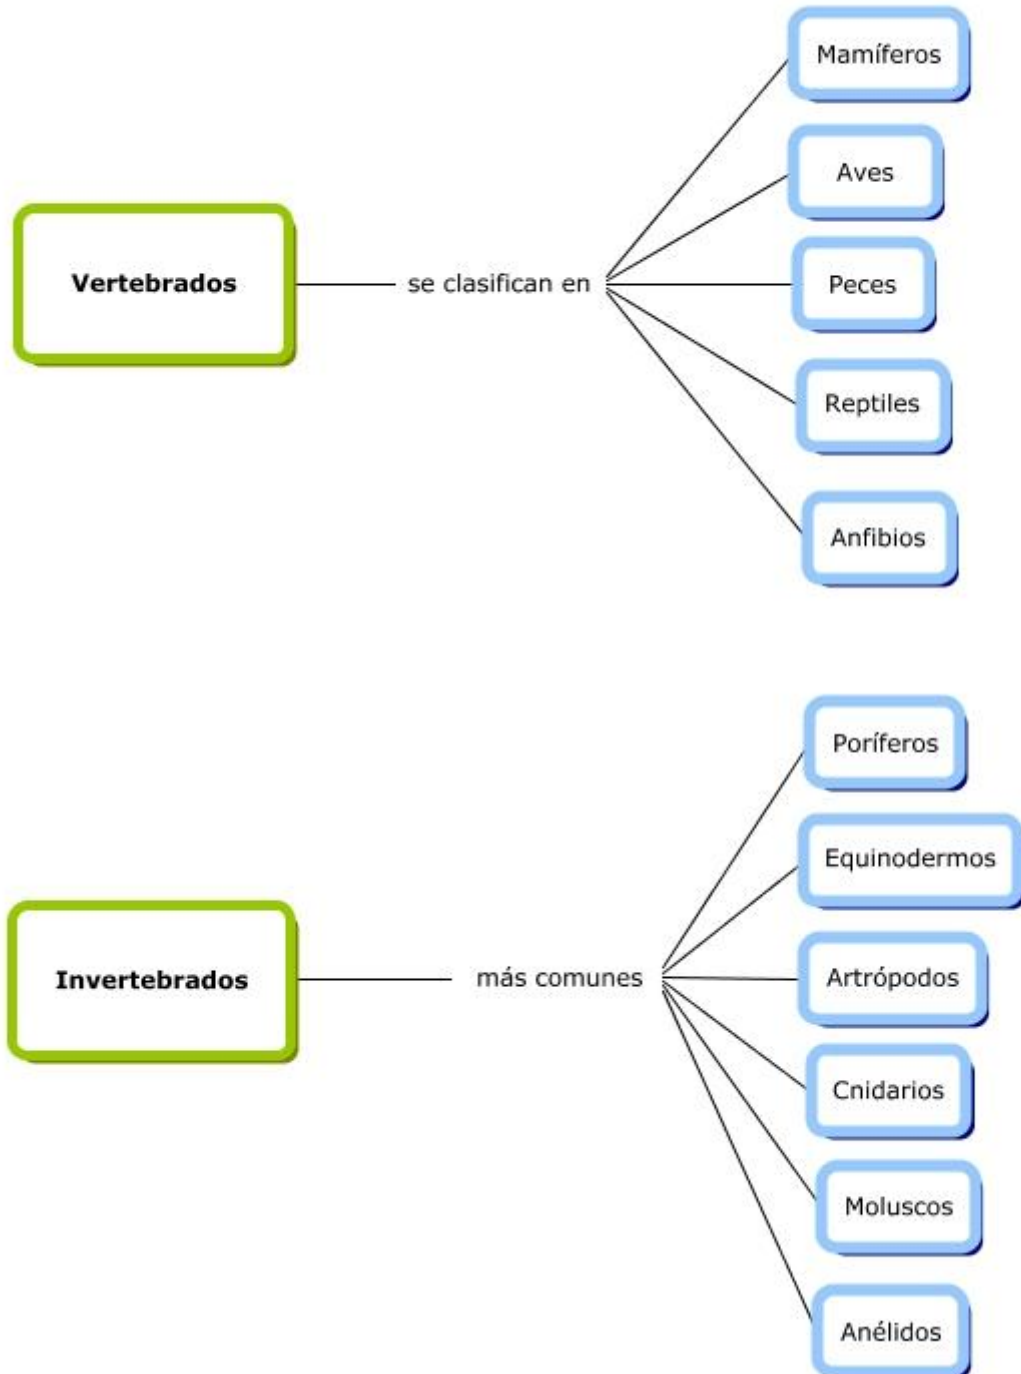 Mamíferos
Aves
Vertebrados
se clasifican en
Peces
Reptiles
Anfibios
Poríferos
Equinodermos
Invertebrados
más comunes
Artrópodos
Cnidarios
Moluscos
Anélidos